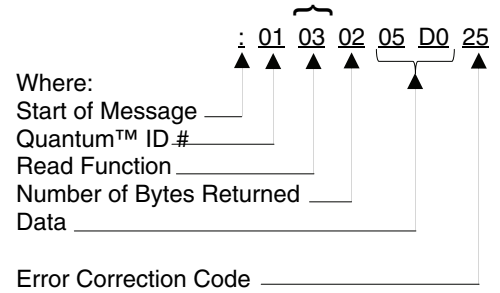 : 01 03 02 05 D0 25
Where:
Start of Message
Quantum™ ID #
Read Function
Number of Bytes Returned
Data
Error Correction Code